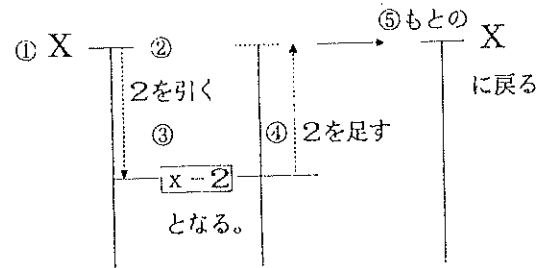 ① X
②
2を引く
③
x－2
となる。
④ 2を足す
⑤もとの
X
に戻る